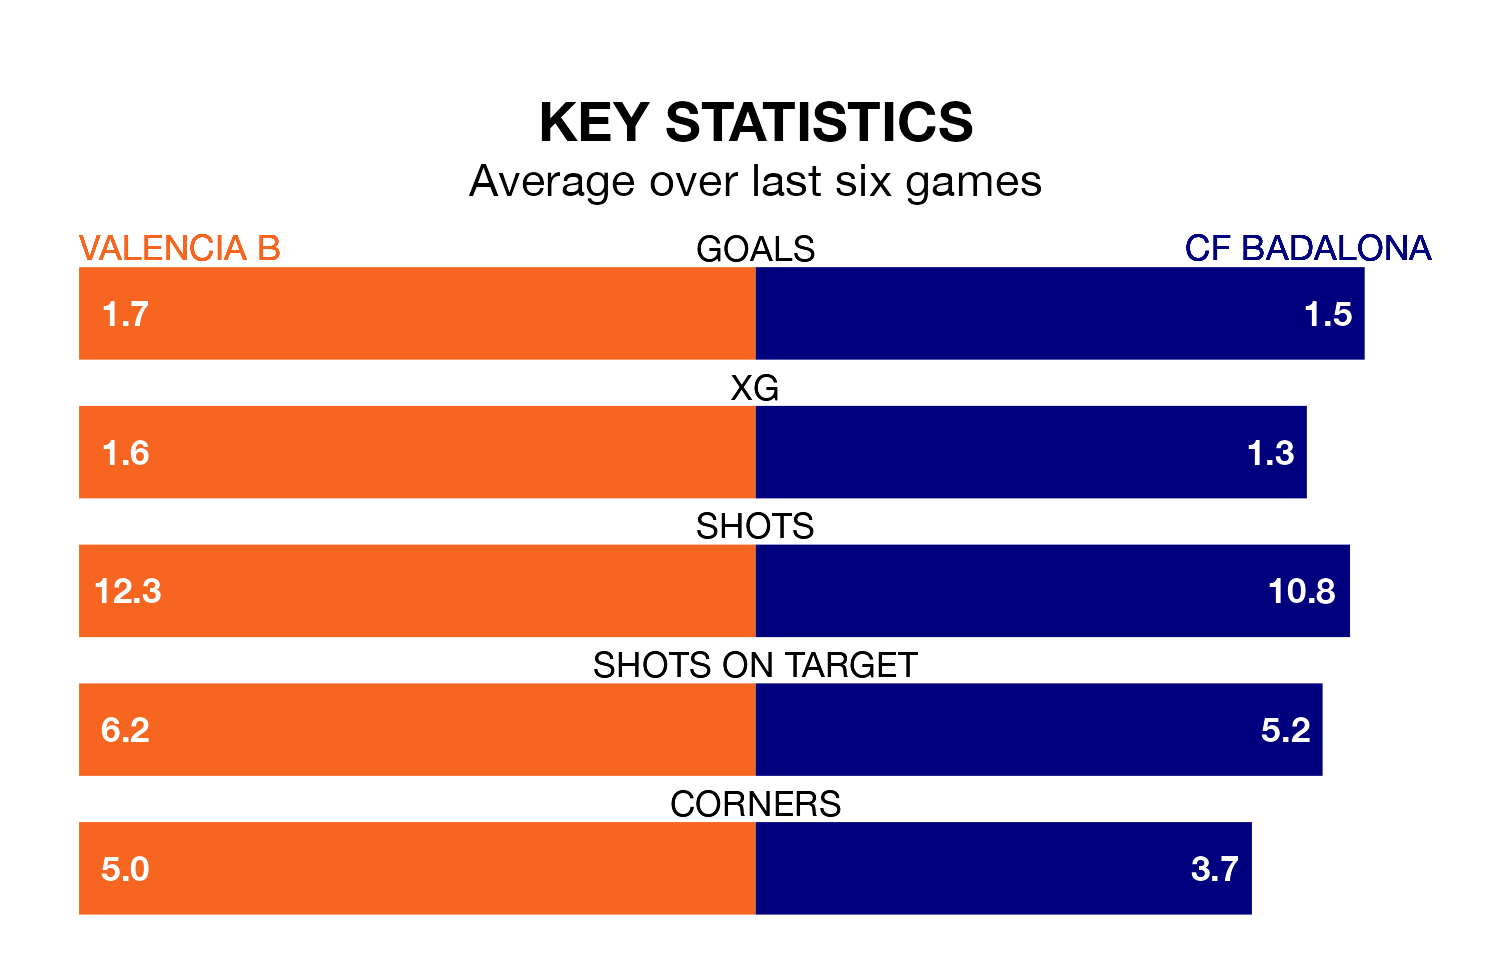 KEY STATISTICS
Average over last six games
VALENCIA B GOALS CF BADALONA
1.7 1.5
XG
1.6 1.3
SHOTS
12.3 10.8
SHOTS ON TARGET
6.2 5.2
CORNERS
5.0 3.7